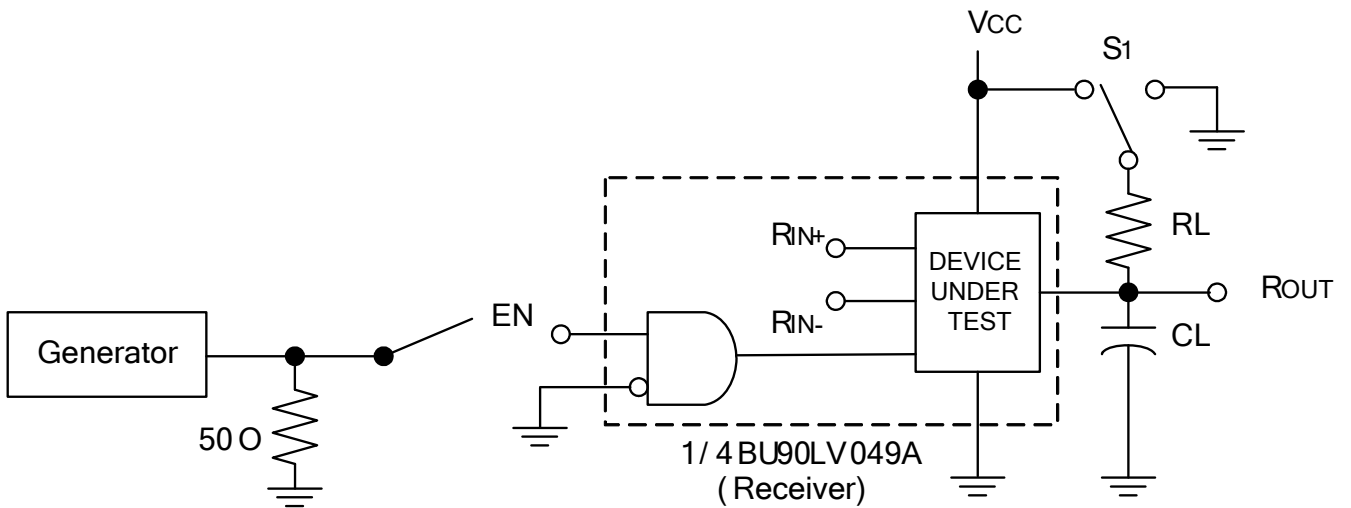 VCC
S1
RIN+
RIN-
DEVICE
UNDER
TEST
RL
ROUT
CL
EN
Generator
50 O
1/4 BU90LV049A
(Receiver)